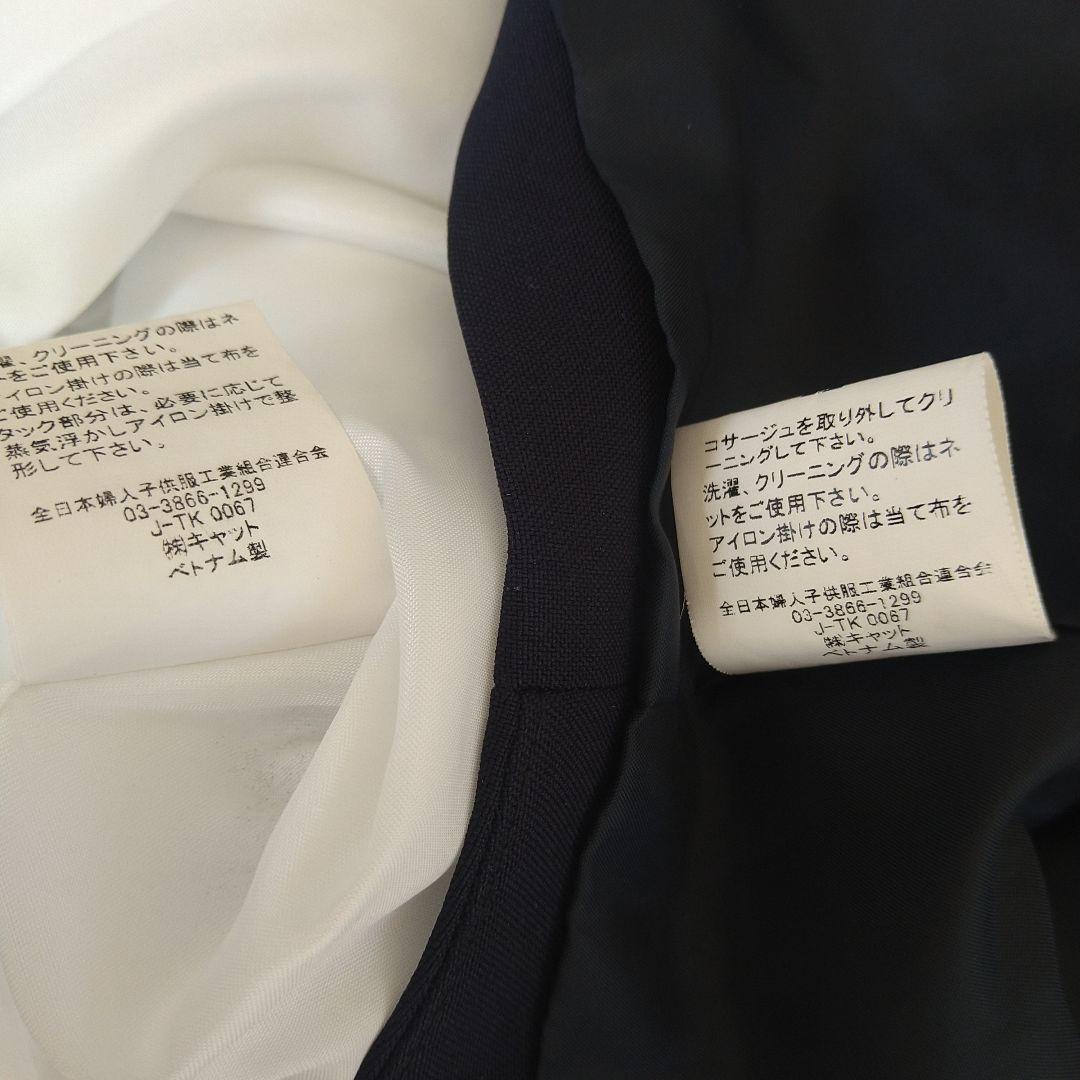 濯、クリーニングの際はネ
ットをご使用下さい。
アイロン掛けの際は当て布を
ご使用ください。
タック部分は、必要に応じて
蒸気浮かしアイロン掛けで整
形して下さい。
全日本婦人子供服工業組合連合会
03-3866-1299
J-TK 0067
㈱キャット
ベトナム製
コサージュを取り外してクリ
ーニングして下さい。
洗濯、クリーニングの際はネ
ットをご使用下さい。
アイロン掛けの際は当て布を
ご使用ください。
全日本婦人子供服工業組合連合会
03-3866-1299
J-TK 0067
㈱キャット
ベトナム製